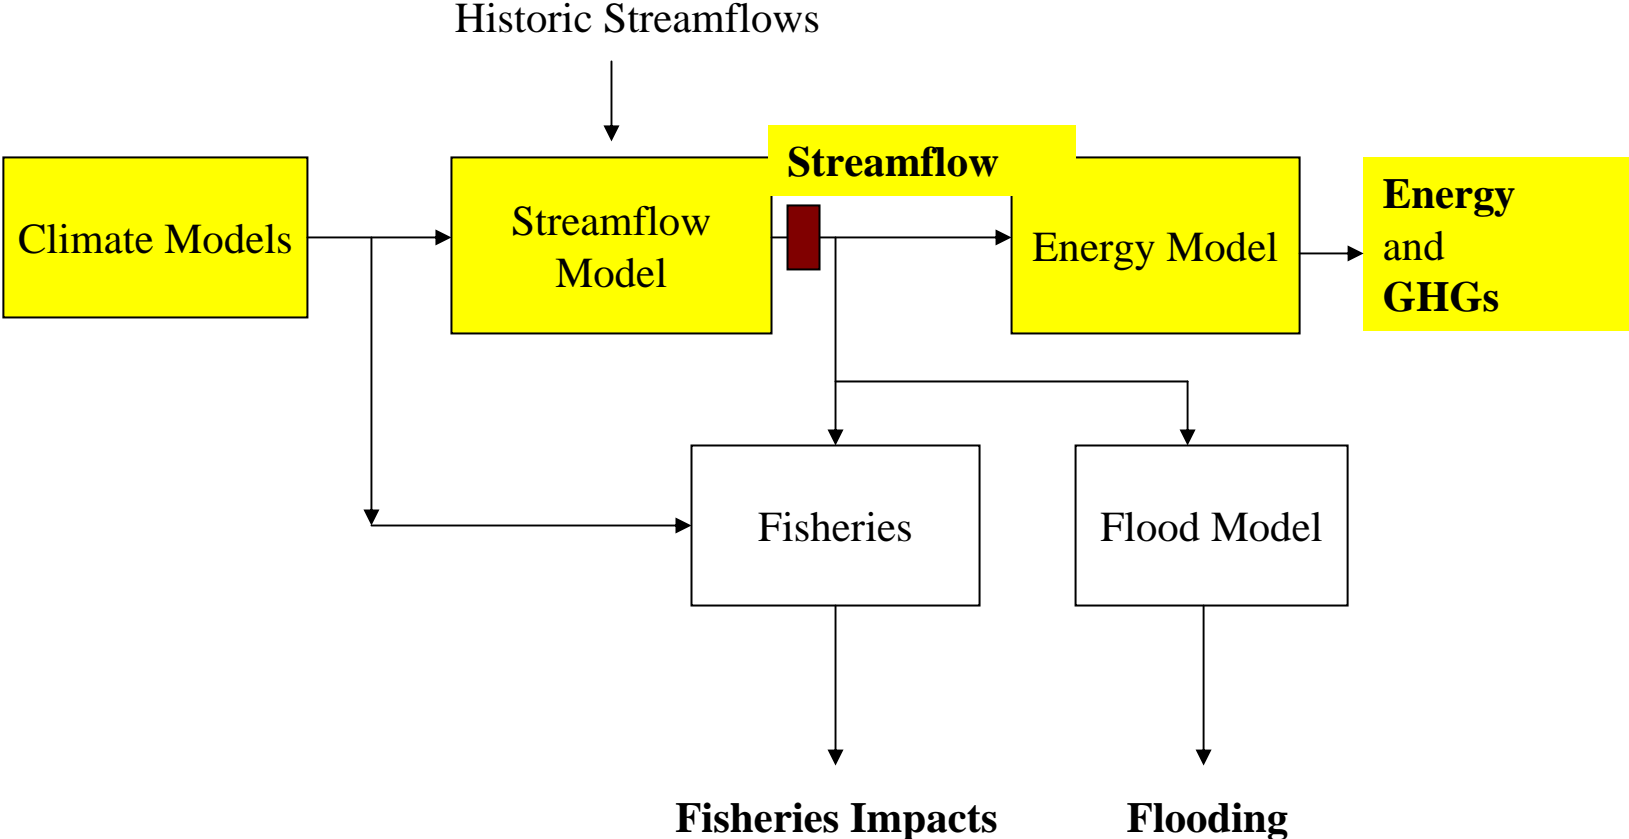 Historic Streamflows
Streamflow
Climate Models
Streamflow
Model
Energy Model
Energy
and
GHGs
Fisheries
Flood Model
Fisheries Impacts
Flooding